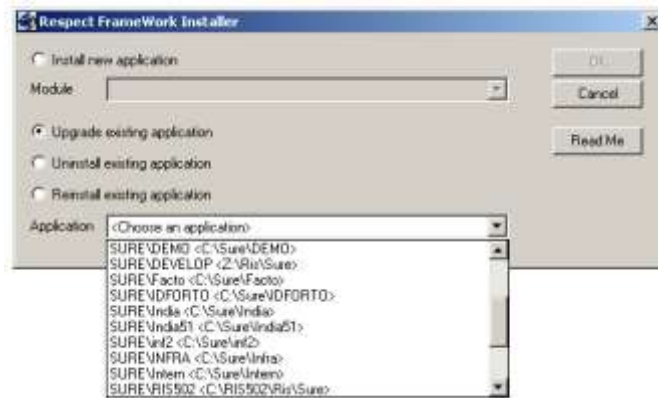 Respect FrameWork Installer
Install new application
OK
Module
Cancel
Upgrade existing application
Read Me
Uninstall existing application
Reinstall existing application
Application <Choose an application>
SURE\DEMO <C:\Sure\DEMO>
SURE\DEVELOP <Z:\Ris\Sure>
SURE\Facto <C:\Sure\Facto>
SURE\IDFORTO <C:\Sure\IDFORTO>
SURE\India <C:\Sure\India>
SURE\India51 <C:\Sure\India51>
SURE\inf2 <C:\Sure\inf2>
SURE\INFRA <C:\Sure\Infra>
SURE\Intern <C:\Sure\Intern>
SURE\RIS502 <C:\RIS502\Ris\Sure>